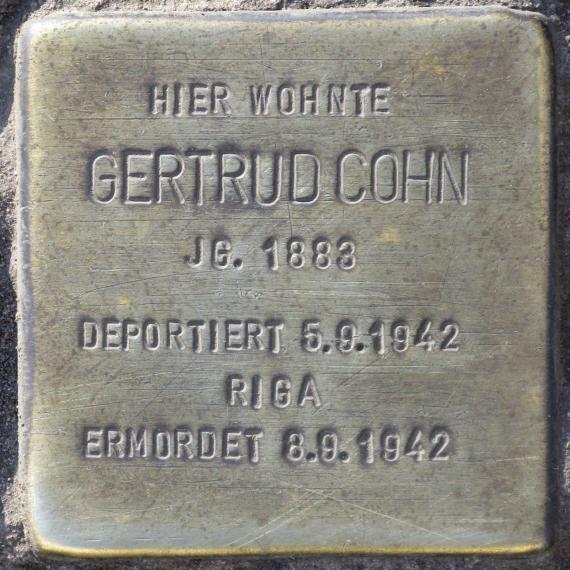 HIER WOHNTE
GERTRUD COHN
JG. 1883
DEPORTIERT 5.9.1942
RIGA
ERMORDET 8.9.1942